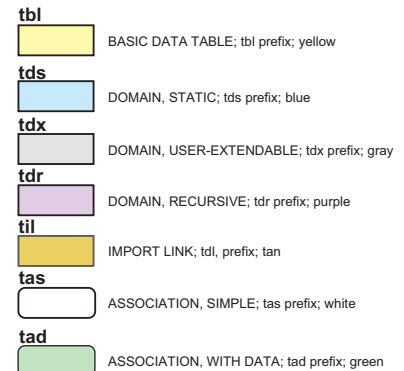 tbl
BASIC DATA TABLE; tbl prefix; yellow
tds
DOMAIN, STATIC; tds prefix; blue
tdx
DOMAIN, USER-EXTENDABLE; tdx prefix; gray
tdr
DOMAIN, RECURSIVE; tdr prefix; purple
til
IMPORT LINK; tdl, prefix; tan
tas
ASSOCIATION, SIMPLE; tas prefix; white
tad
ASSOCIATION, WITH DATA; tad prefix; green